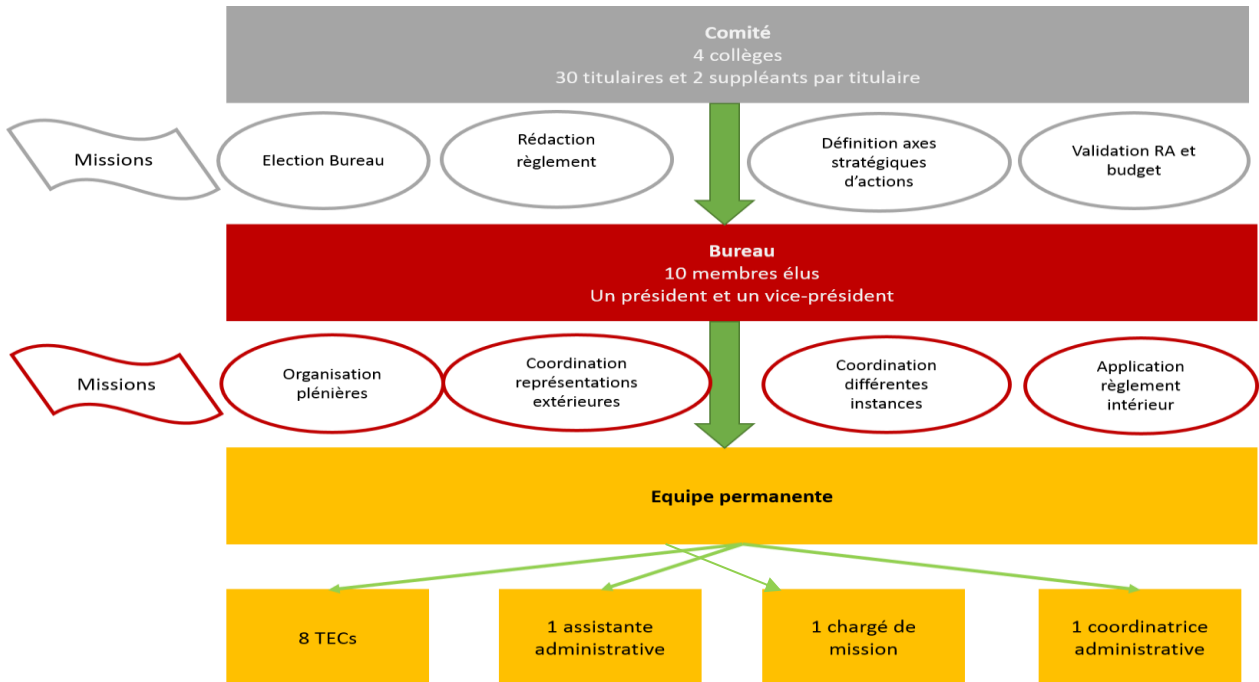 Comité
4 collèges
30 titulaires et 2 suppléants par titulaire
Missions
Election Bureau
Rédaction
règlement
Définition axes
stratégiques
d'actions
Validation RA et
budget
Bureau
10 membres élus
Un président et un vice-président
Missions
Organisation
plénières
Coordination
représentations
extérieures
Coordination
différentes
instances
Application
règlement
intérieur
Equipe permanente
8 TECs
1 assistante
administrative
1 chargé de
mission
1 coordinatrice
administrative